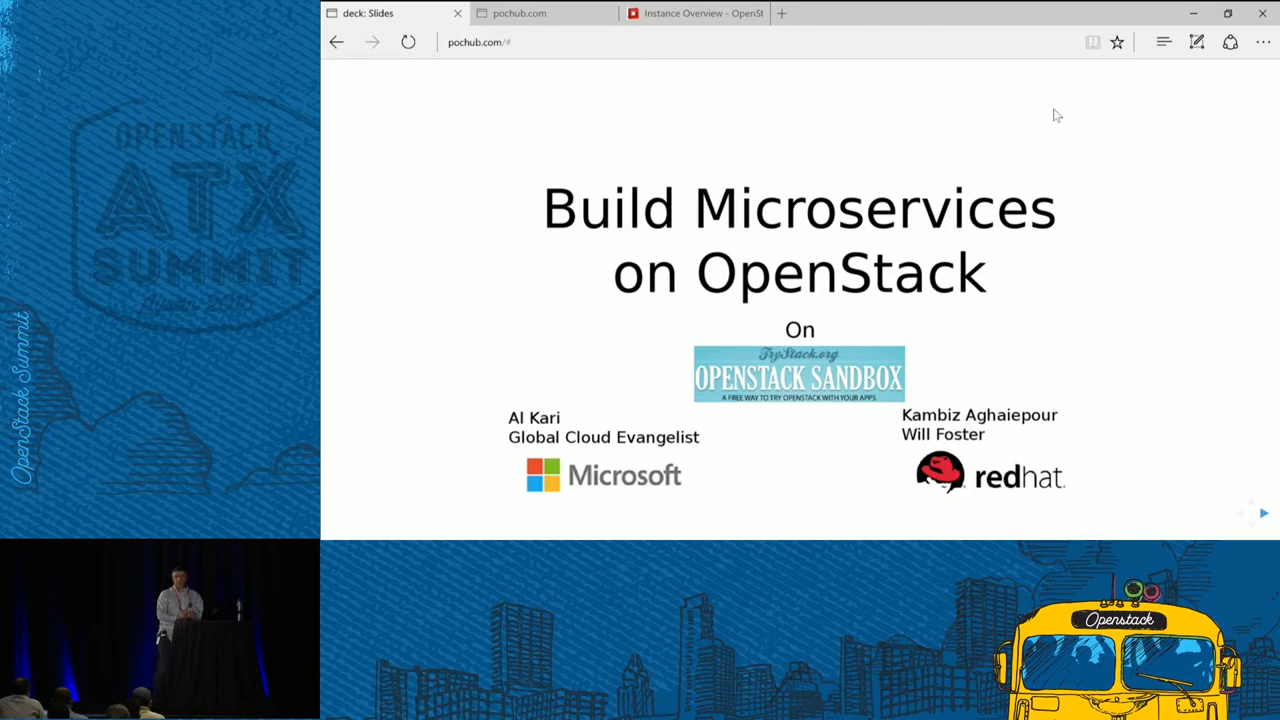 deck: Slides
pochub.com
Instance Overview - OpenSt
pochub.com/#
OPENSTACK
ATX
SUMMIT
Austin 2016
OpenStack Summit
Build Microservices
on OpenStack
On
TryStack.org
OPENSTACK SANDBOX
A FREE WAY TO TRY OPENSTACK WITH YOUR APPS
Al Kari
Global Cloud Evangelist
Microsoft
Kambiz Aghaiepour
Will Foster
redhat.
Openstack